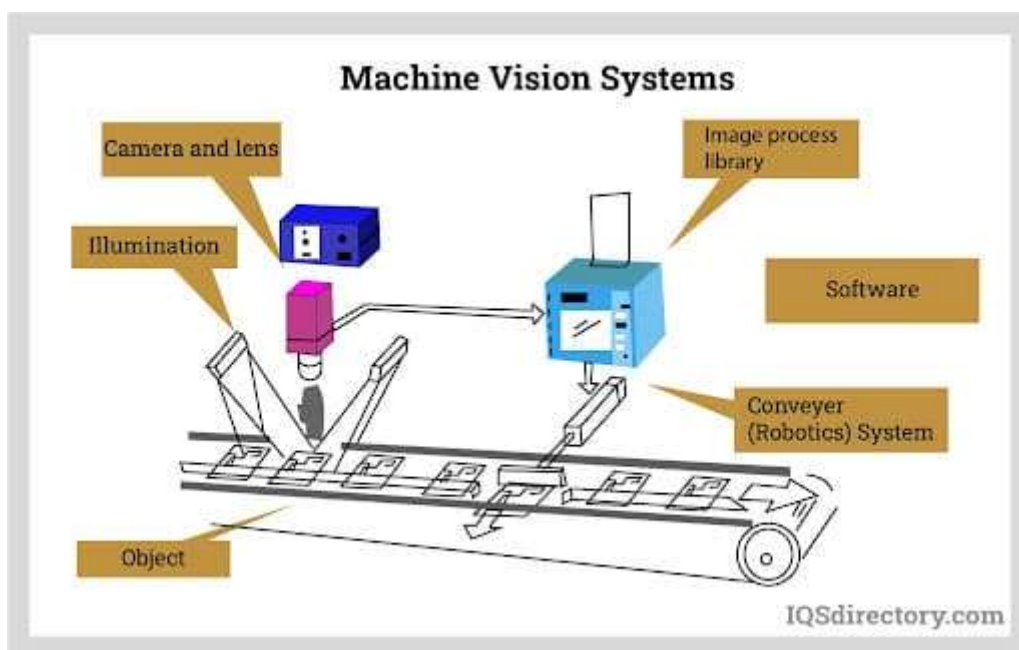 Machine Vision Systems
Camera and lens
Image process
library
Illumination
Software
Conveyer
(Robotics) System
Object
IQSdirectory.com